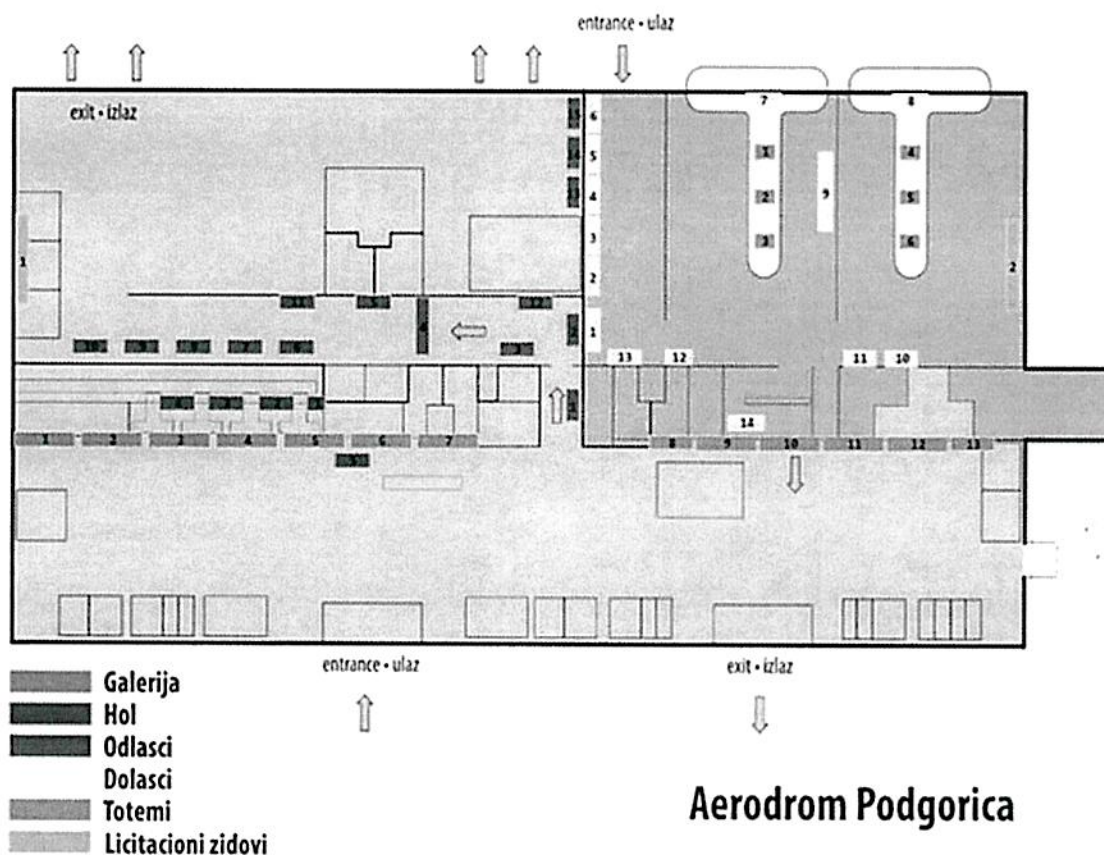 entrance • ulaz
exit • izlaz
7 8
6
5 1 4
4 2 9 5
3 3 6
2
1 2
1
13 12 11 10
14
1 2 3 4 5 6 7 8 9 10 11 12 13
entrance • ulaz exit • izlaz
Galerija
Hol
Odlasci
Dolasci
Totemi
Licitacioni zidovi
Aerodrom Podgorica